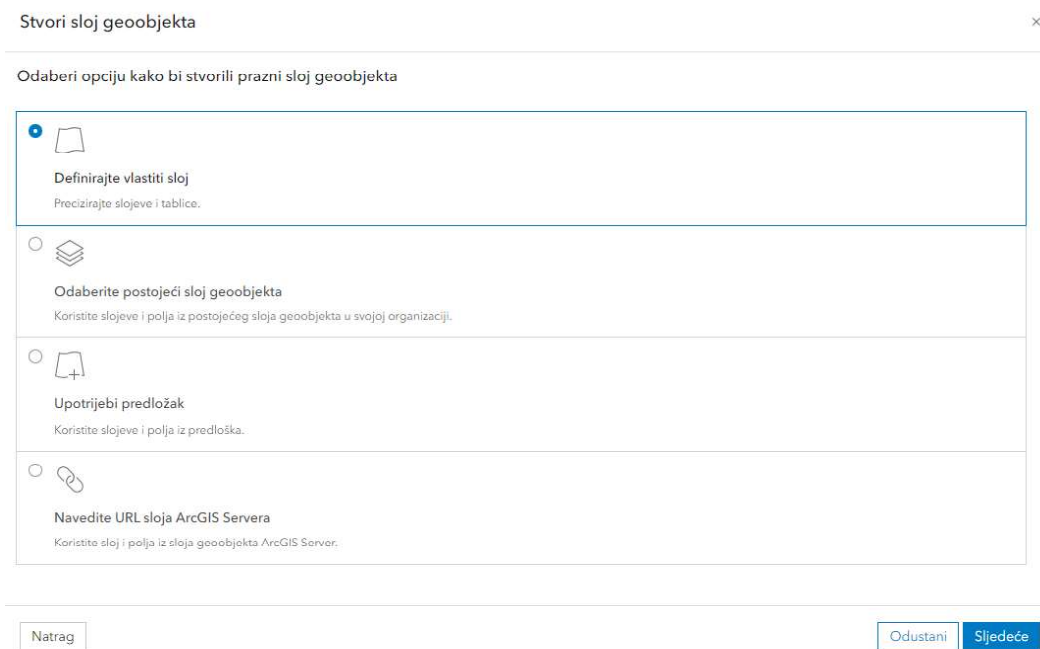 Stvori sloj geoobjekta
×
Odaberi opciju kako bi stvorili prazni sloj geoobjekta
Definirajte vlastiti sloj
Precizirajte slojeve i tablice.
Odaberite postojeći sloj geoobjekta
Koristite slojeve i polja iz postojećeg sloja geoobjekta u svojoj organizaciji.
Upotrijebi predložak
Koristite slojeve i polja iz predloška.
Navedite URL sloja ArcGIS Servera
Koristite sloj i polja iz sloja geoobjekta ArcGIS Server.
Natrag
Odustani
Sljedeće